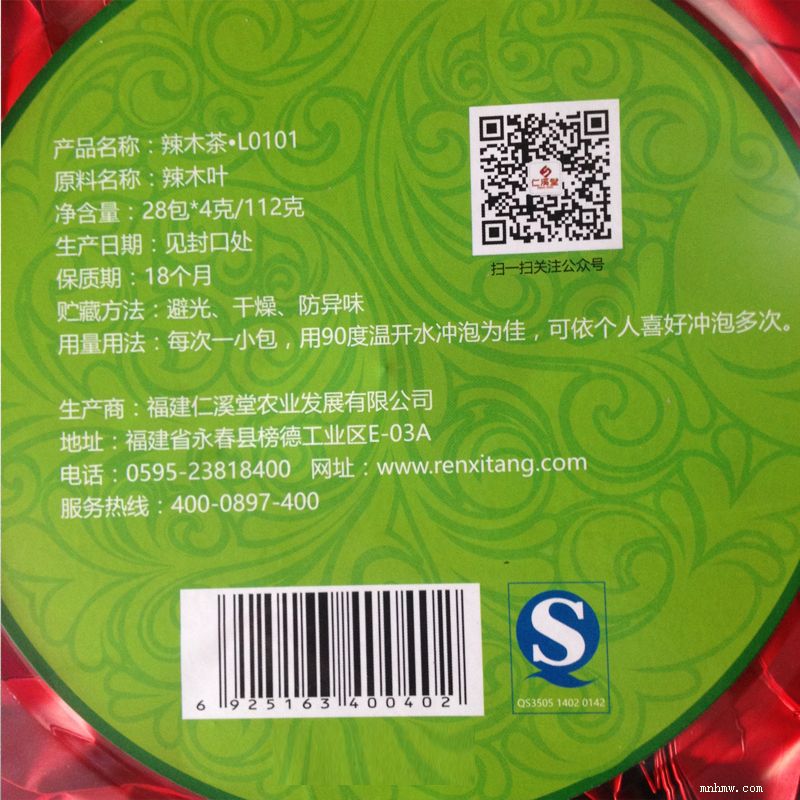 产品名称：辣木茶•L0101
原料名称：辣木叶
净含量：28包*4克/112克
生产日期：见封口处
保质期：18个月
贮藏方法：避光、干燥、防异味
用量用法：每次一小包，用90度温开水冲泡为佳，可依个人喜好冲泡多次。
仁溪堂
扫一扫关注公众号
生产商：福建仁溪堂农业发展有限公司
地址：福建省永春县榜德工业区E-03A
电话：0595-23818400 网址：www.renxitang.com
服务热线：400-0897-400
6 925163 400402
S
QS3505 1402 0142
mnhmw.com